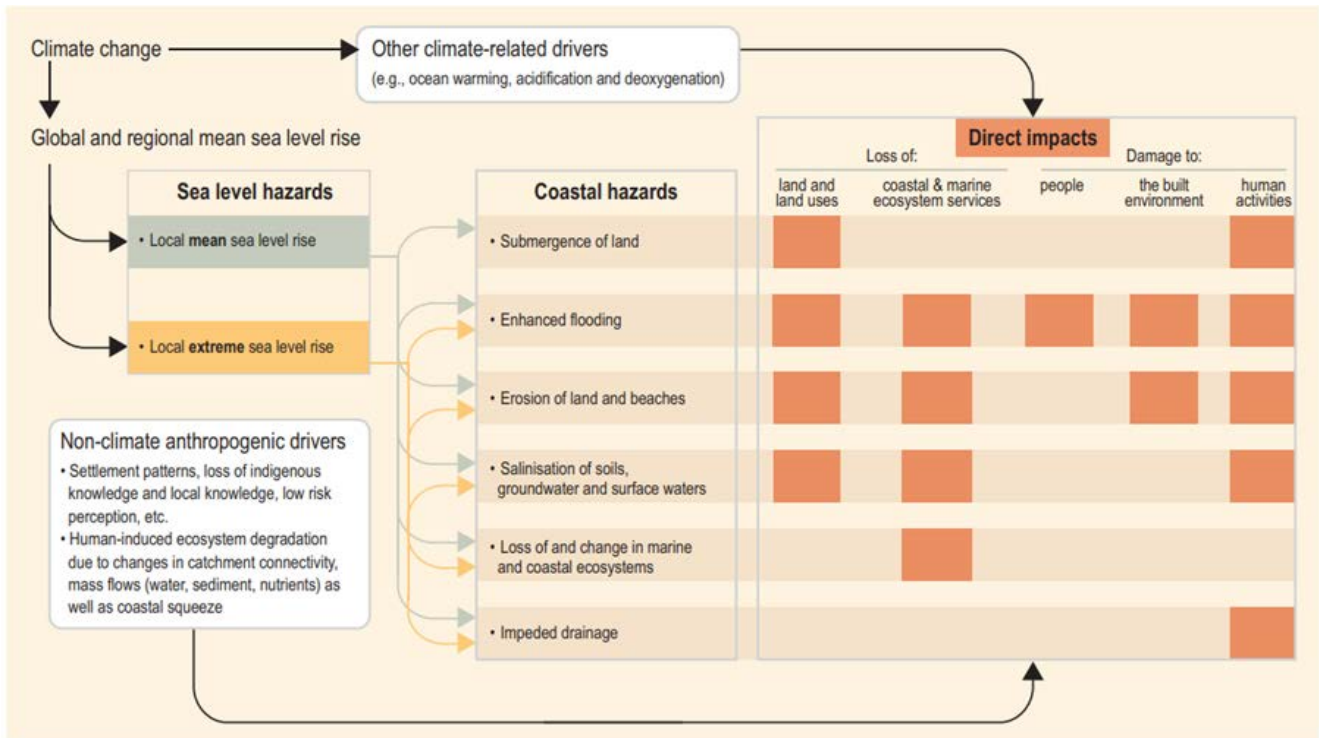 Climate change
Other climate-related drivers
(e.g., ocean warming, acidification and deoxygenation)
Global and regional mean sea level rise
Sea level hazards
• Local mean sea level rise
• Local extreme sea level rise
Non-climate anthropogenic drivers
• Settlement patterns, loss of indigenous
knowledge and local knowledge, low risk
perception, etc.
• Human-induced ecosystem degradation
due to changes in catchment connectivity,
mass flows (water, sediment, nutrients) as
well as coastal squeeze
Coastal hazards
• Submergence of land
• Enhanced flooding
• Erosion of land and beaches
• Salinisation of soils,
groundwater and surface waters
• Loss of and change in marine
and coastal ecosystems
• Impeded drainage
Direct impacts
Loss of:
land and
land uses
coastal & marine
ecosystem services
Damage to:
people
the built
environment
human
activities